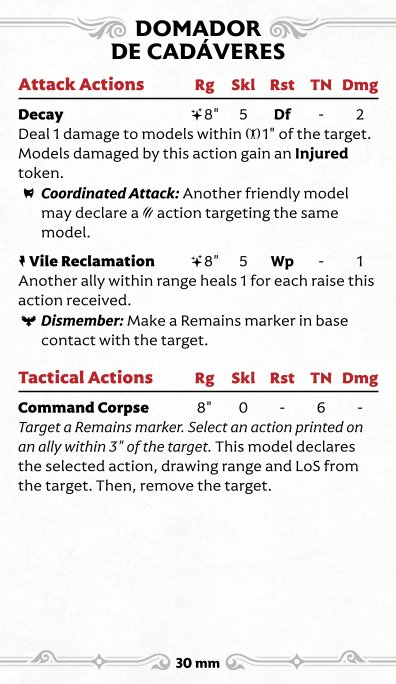 DOMADOR
DE CADÁVERES
Attack Actions Rg Skl Rst TN Dmg
Decay 8" 5 Df - 2
Deal 1 damage to models within 1" of the target.
Models damaged by this action gain an Injured
token.
Coordinated Attack: Another friendly model
may declare a action targeting the same
model.
Vile Reclamation 8" 5 Wp - 1
Another ally within range heals 1 for each raise this
action received.
Dismember: Make a Remains marker in base
contact with the target.
Tactical Actions Rg Skl Rst TN Dmg
Command Corpse 8" 0 - 6 -
Target a Remains marker. Select an action printed on
an ally within 3" of the target. This model declares
the selected action, drawing range and LoS from
the target. Then, remove the target.
30 mm